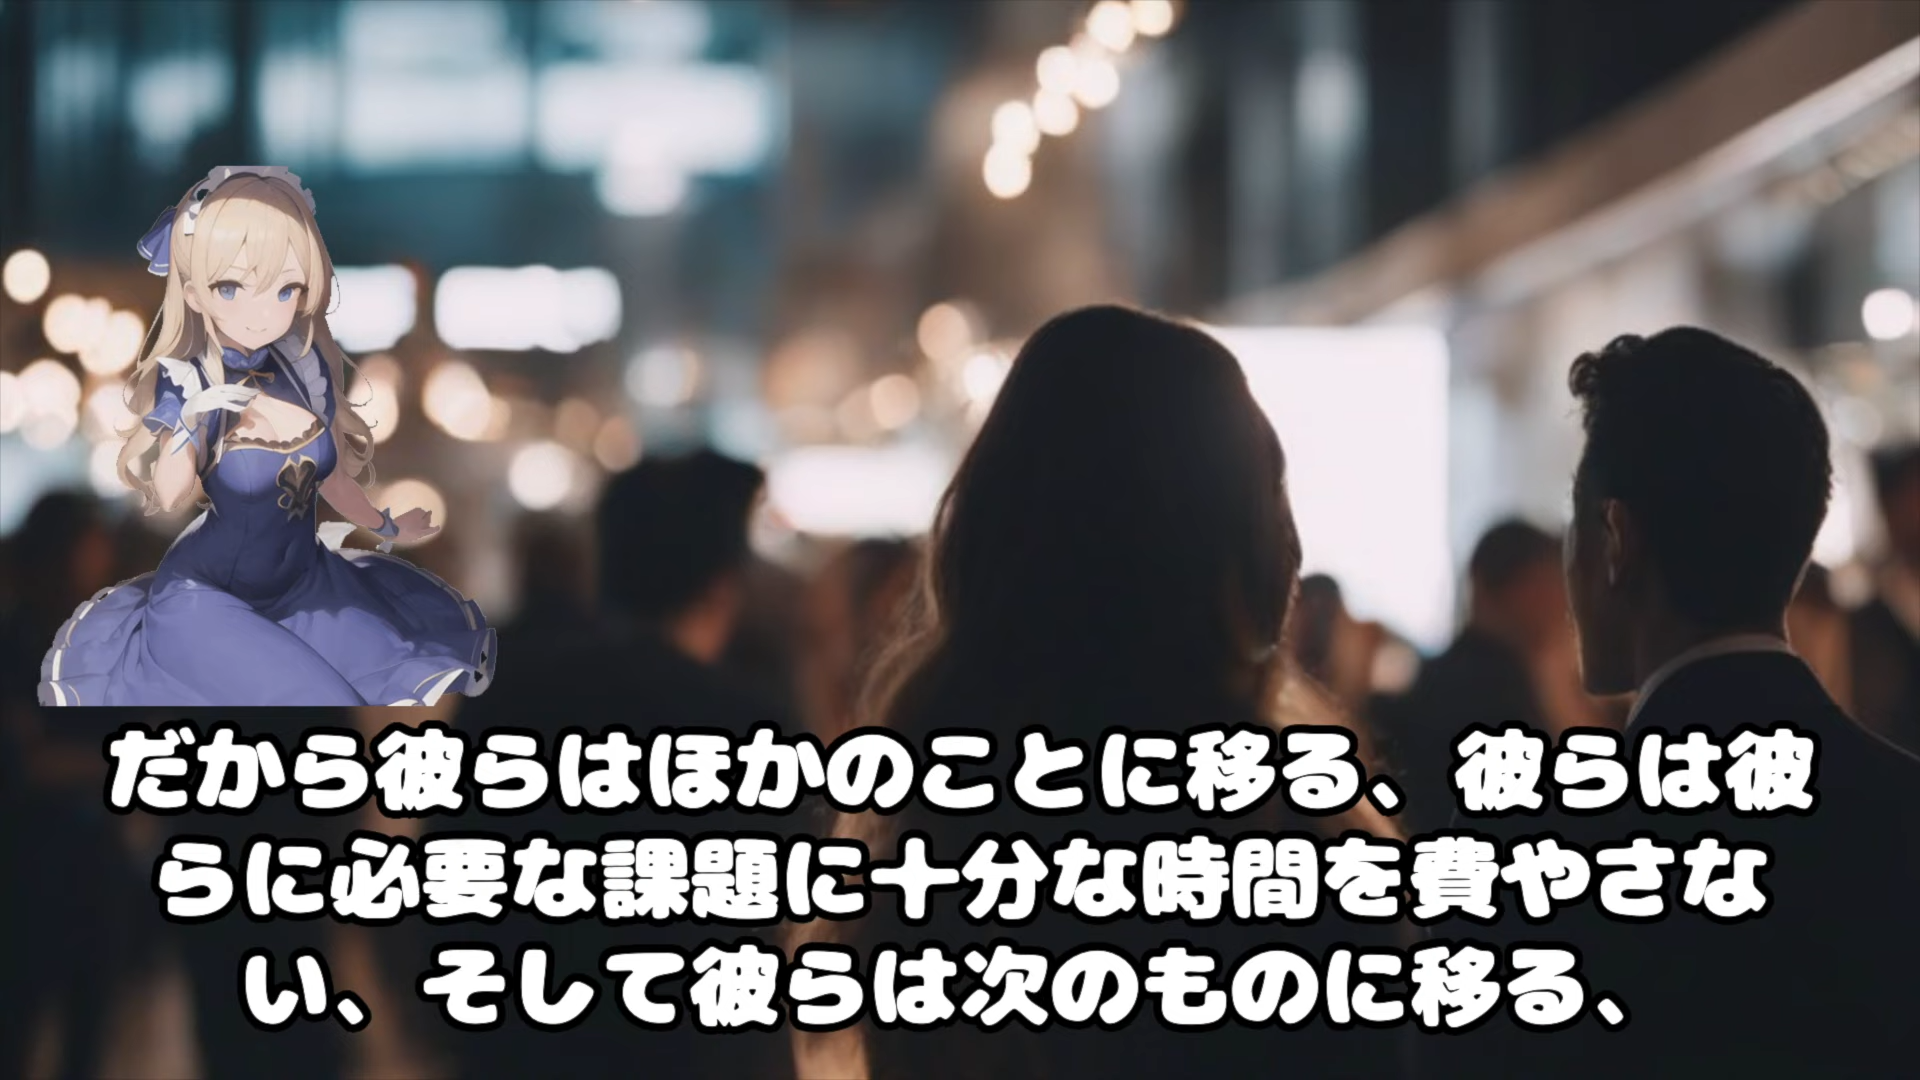 だから彼らはほかのことに移る、彼らは彼
らに必要な課題に十分な時間を費やさな
い、そして彼らは次のものに移る、